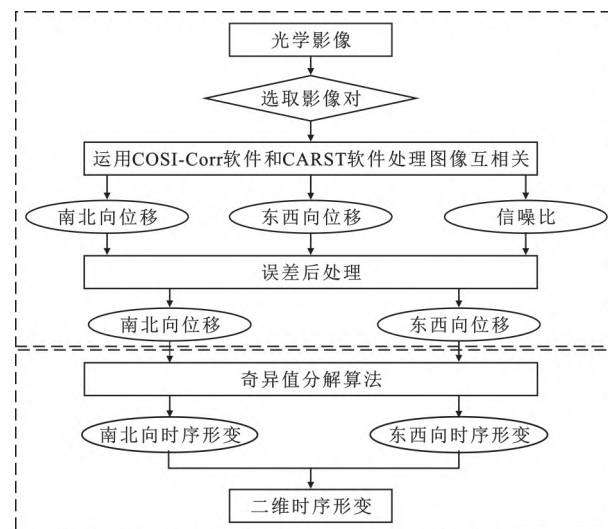 光学影像
选取影像对
运用COSI-Corr软件和CARST软件处理图像互相关
南北向位移 东西向位移 信噪比
误差后处理
南北向位移 东西向位移
奇异值分解算法
南北向时序形变 东西向时序形变
二维时序形变